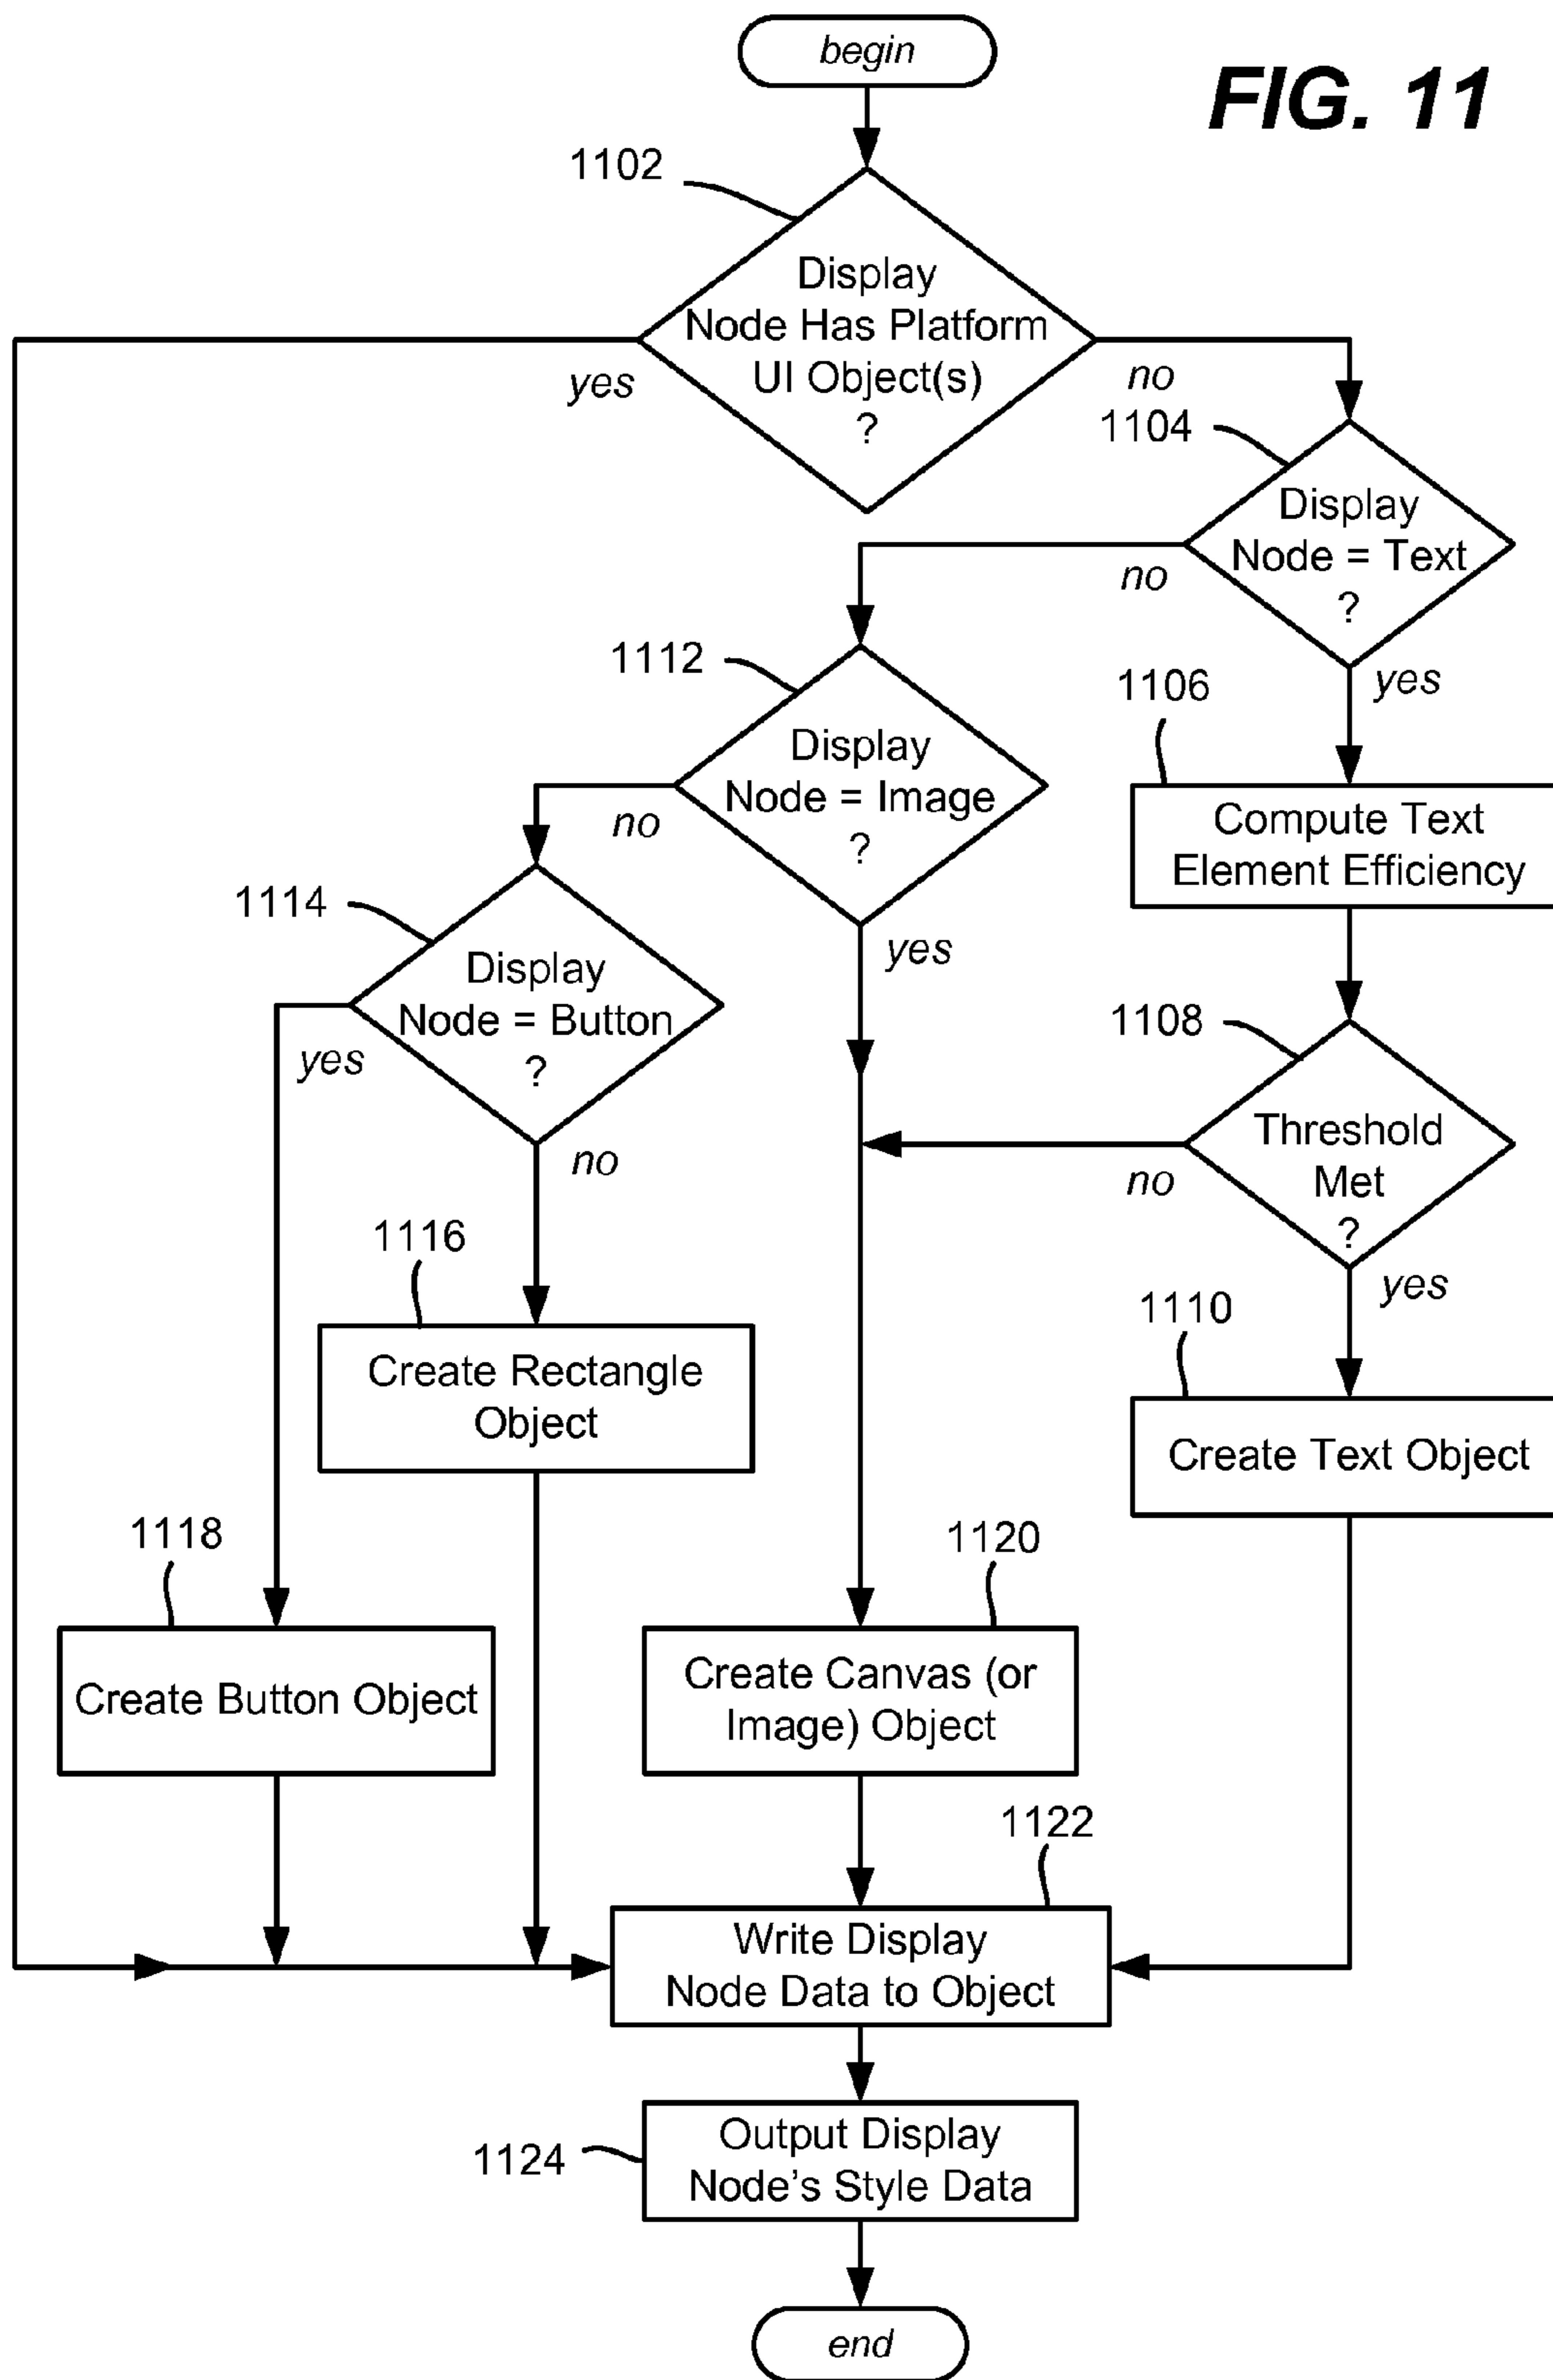 begin
FIG. 11
1102
Display
Node Has Platform
UI Object(s)
?
yes
no
1104
Display
Node = Text
?
no
yes
1112
Display
Node = Image
?
no
yes
1106
Compute Text
Element Efficiency
1114
Display
Node = Button
?
yes
no
1108
Threshold
Met
?
no
yes
1116
Create Rectangle
Object
1110
Create Text Object
1118
Create Button Object
1120
Create Canvas (or
Image) Object
1122
Write Display
Node Data to Object
1124
Output Display
Node's Style Data
end